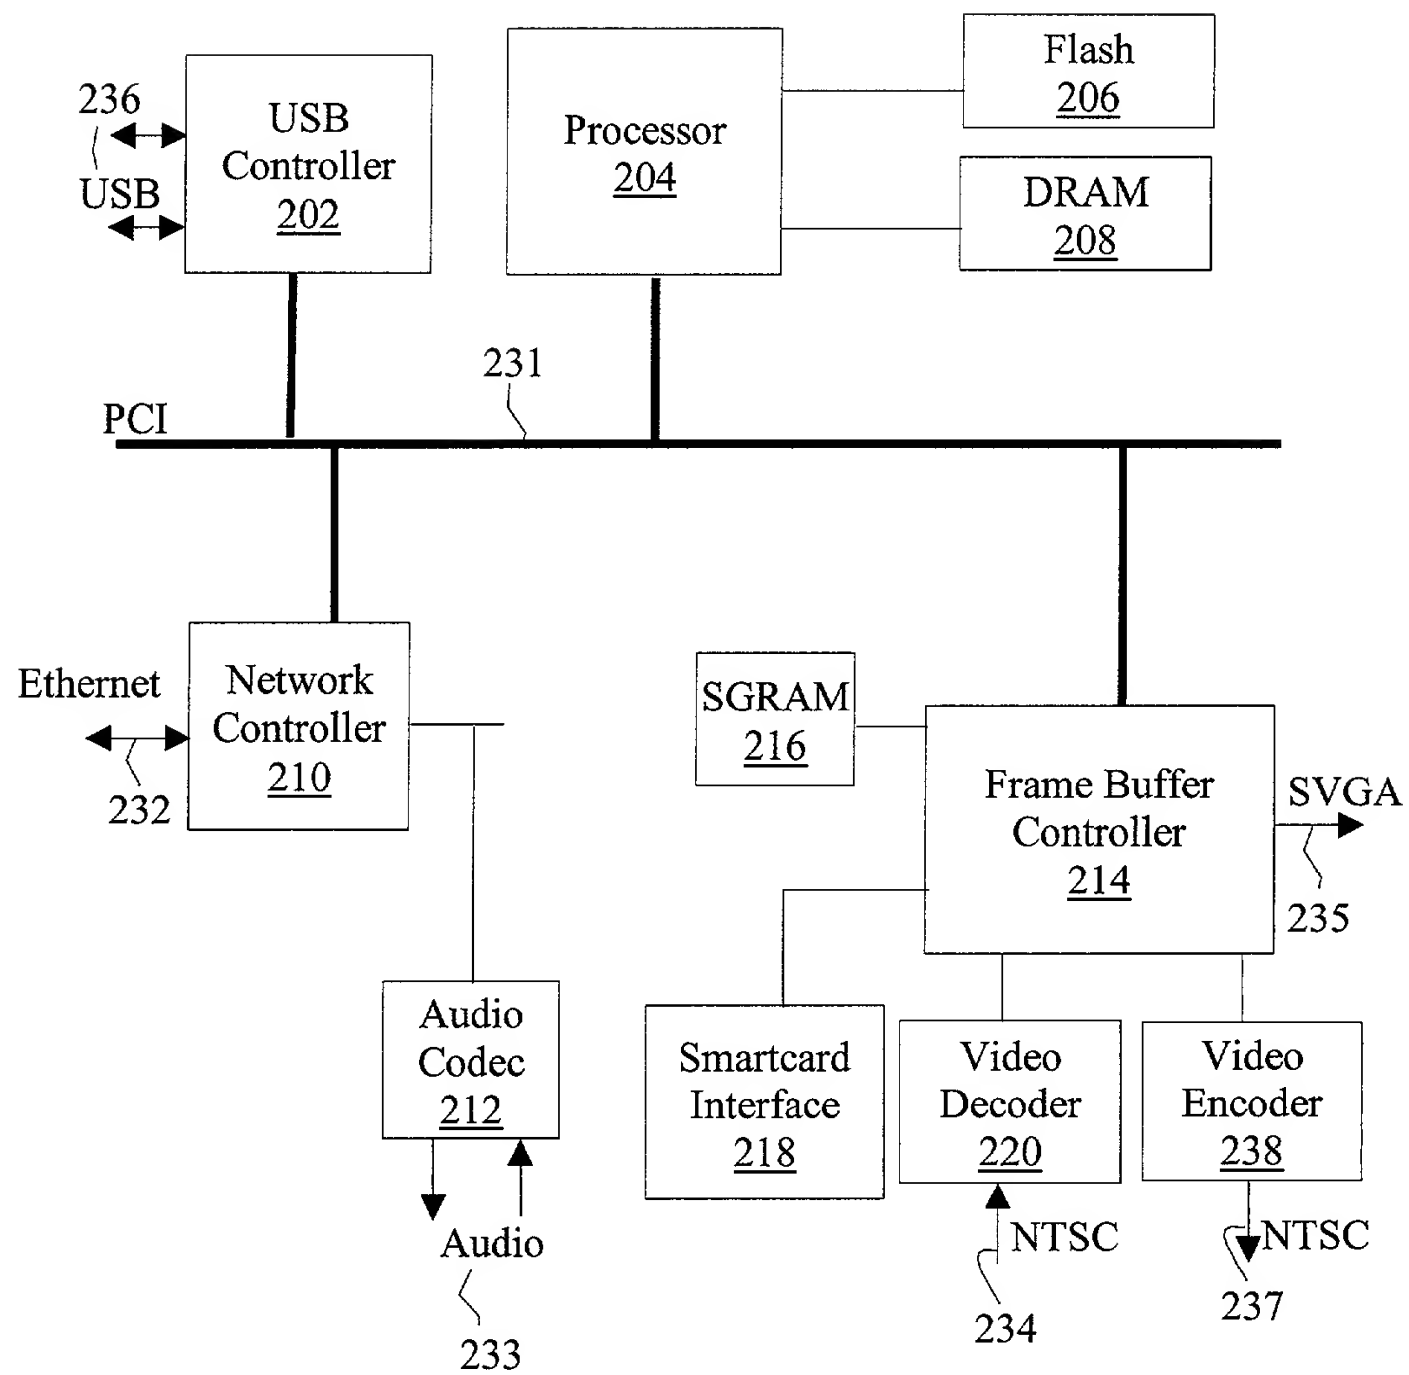 Flash
206
236
USB
Controller
202
USB
Processor
204
DRAM
208
231
PCI
Ethernet
232
Network
Controller
210
SGRAM
216
Frame Buffer
Controller
214
SVGA
235
Audio
Codec
212
Audio
233
Smartcard
Interface
218
Video
Decoder
220
NTSC
234
Video
Encoder
238
NTSC
237